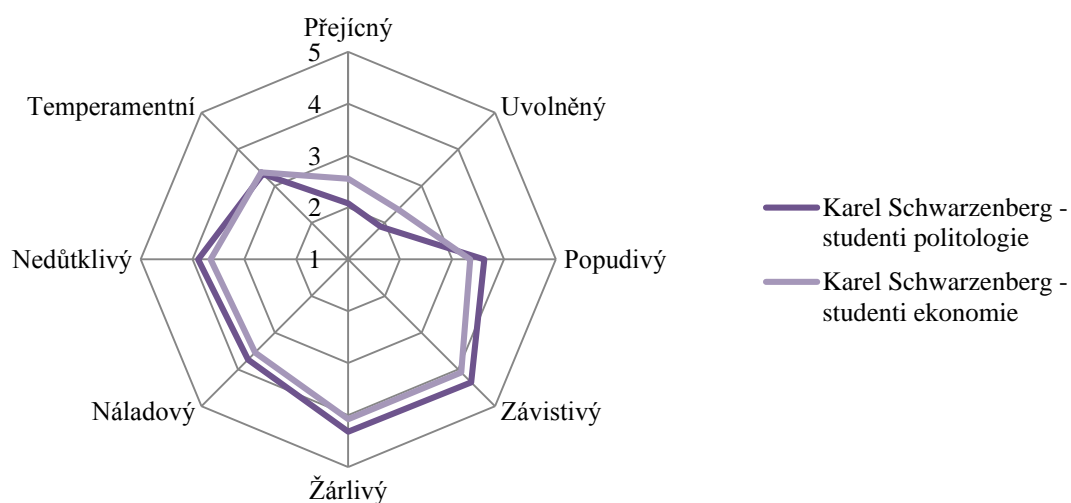 Přejícný
5
Temperamentní
Uvolněný
4
3
2
Nedůtklivý
1
Popudivý
Karel Schwarzenberg -
studenti politologie
Karel Schwarzenberg -
studenti ekonomie
Náladový
Závistivý
Žárlivý